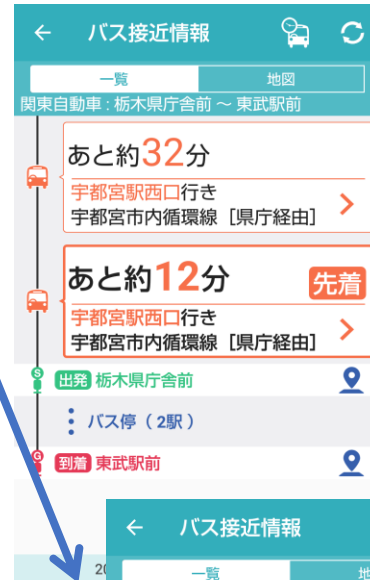 バス接近情報
一覧 地図
関東自動車 : 栃木県庁舎前 ～ 東武駅前
あと約32分
宇都宮駅西口行き
宇都宮市内循環線［県庁経由］
あと約12分 先着
宇都宮駅西口行き
宇都宮市内循環線［県庁経由］
S 出発 栃木県庁舎前
バス停（2駅）
G 到着 東武駅前
バス接近情報
20 一覧